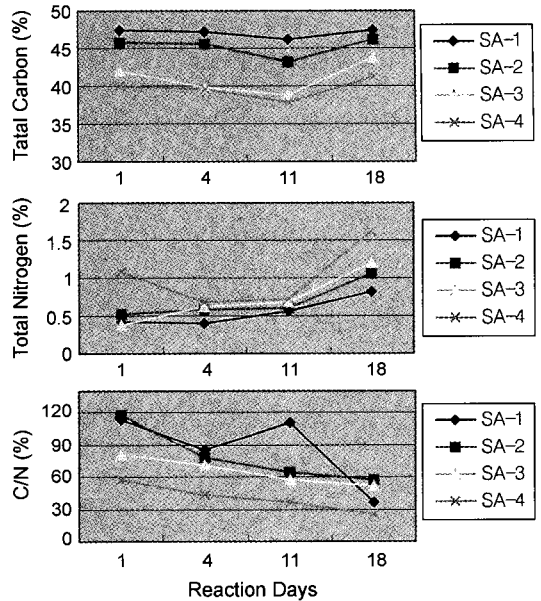 Tatal Carbon (%)
50
45
40
35
30
1 4 11 18
SA-1
SA-2
SA-3
SA-4
Total Nitrogen (%)
2
1.5
1
0.5
0
1 4 11 18
SA-1
SA-2
SA-3
SA-4
C/N (%)
120
90
60
30
0
1 4 11 18
SA-1
SA-2
SA-3
SA-4
Reaction Days